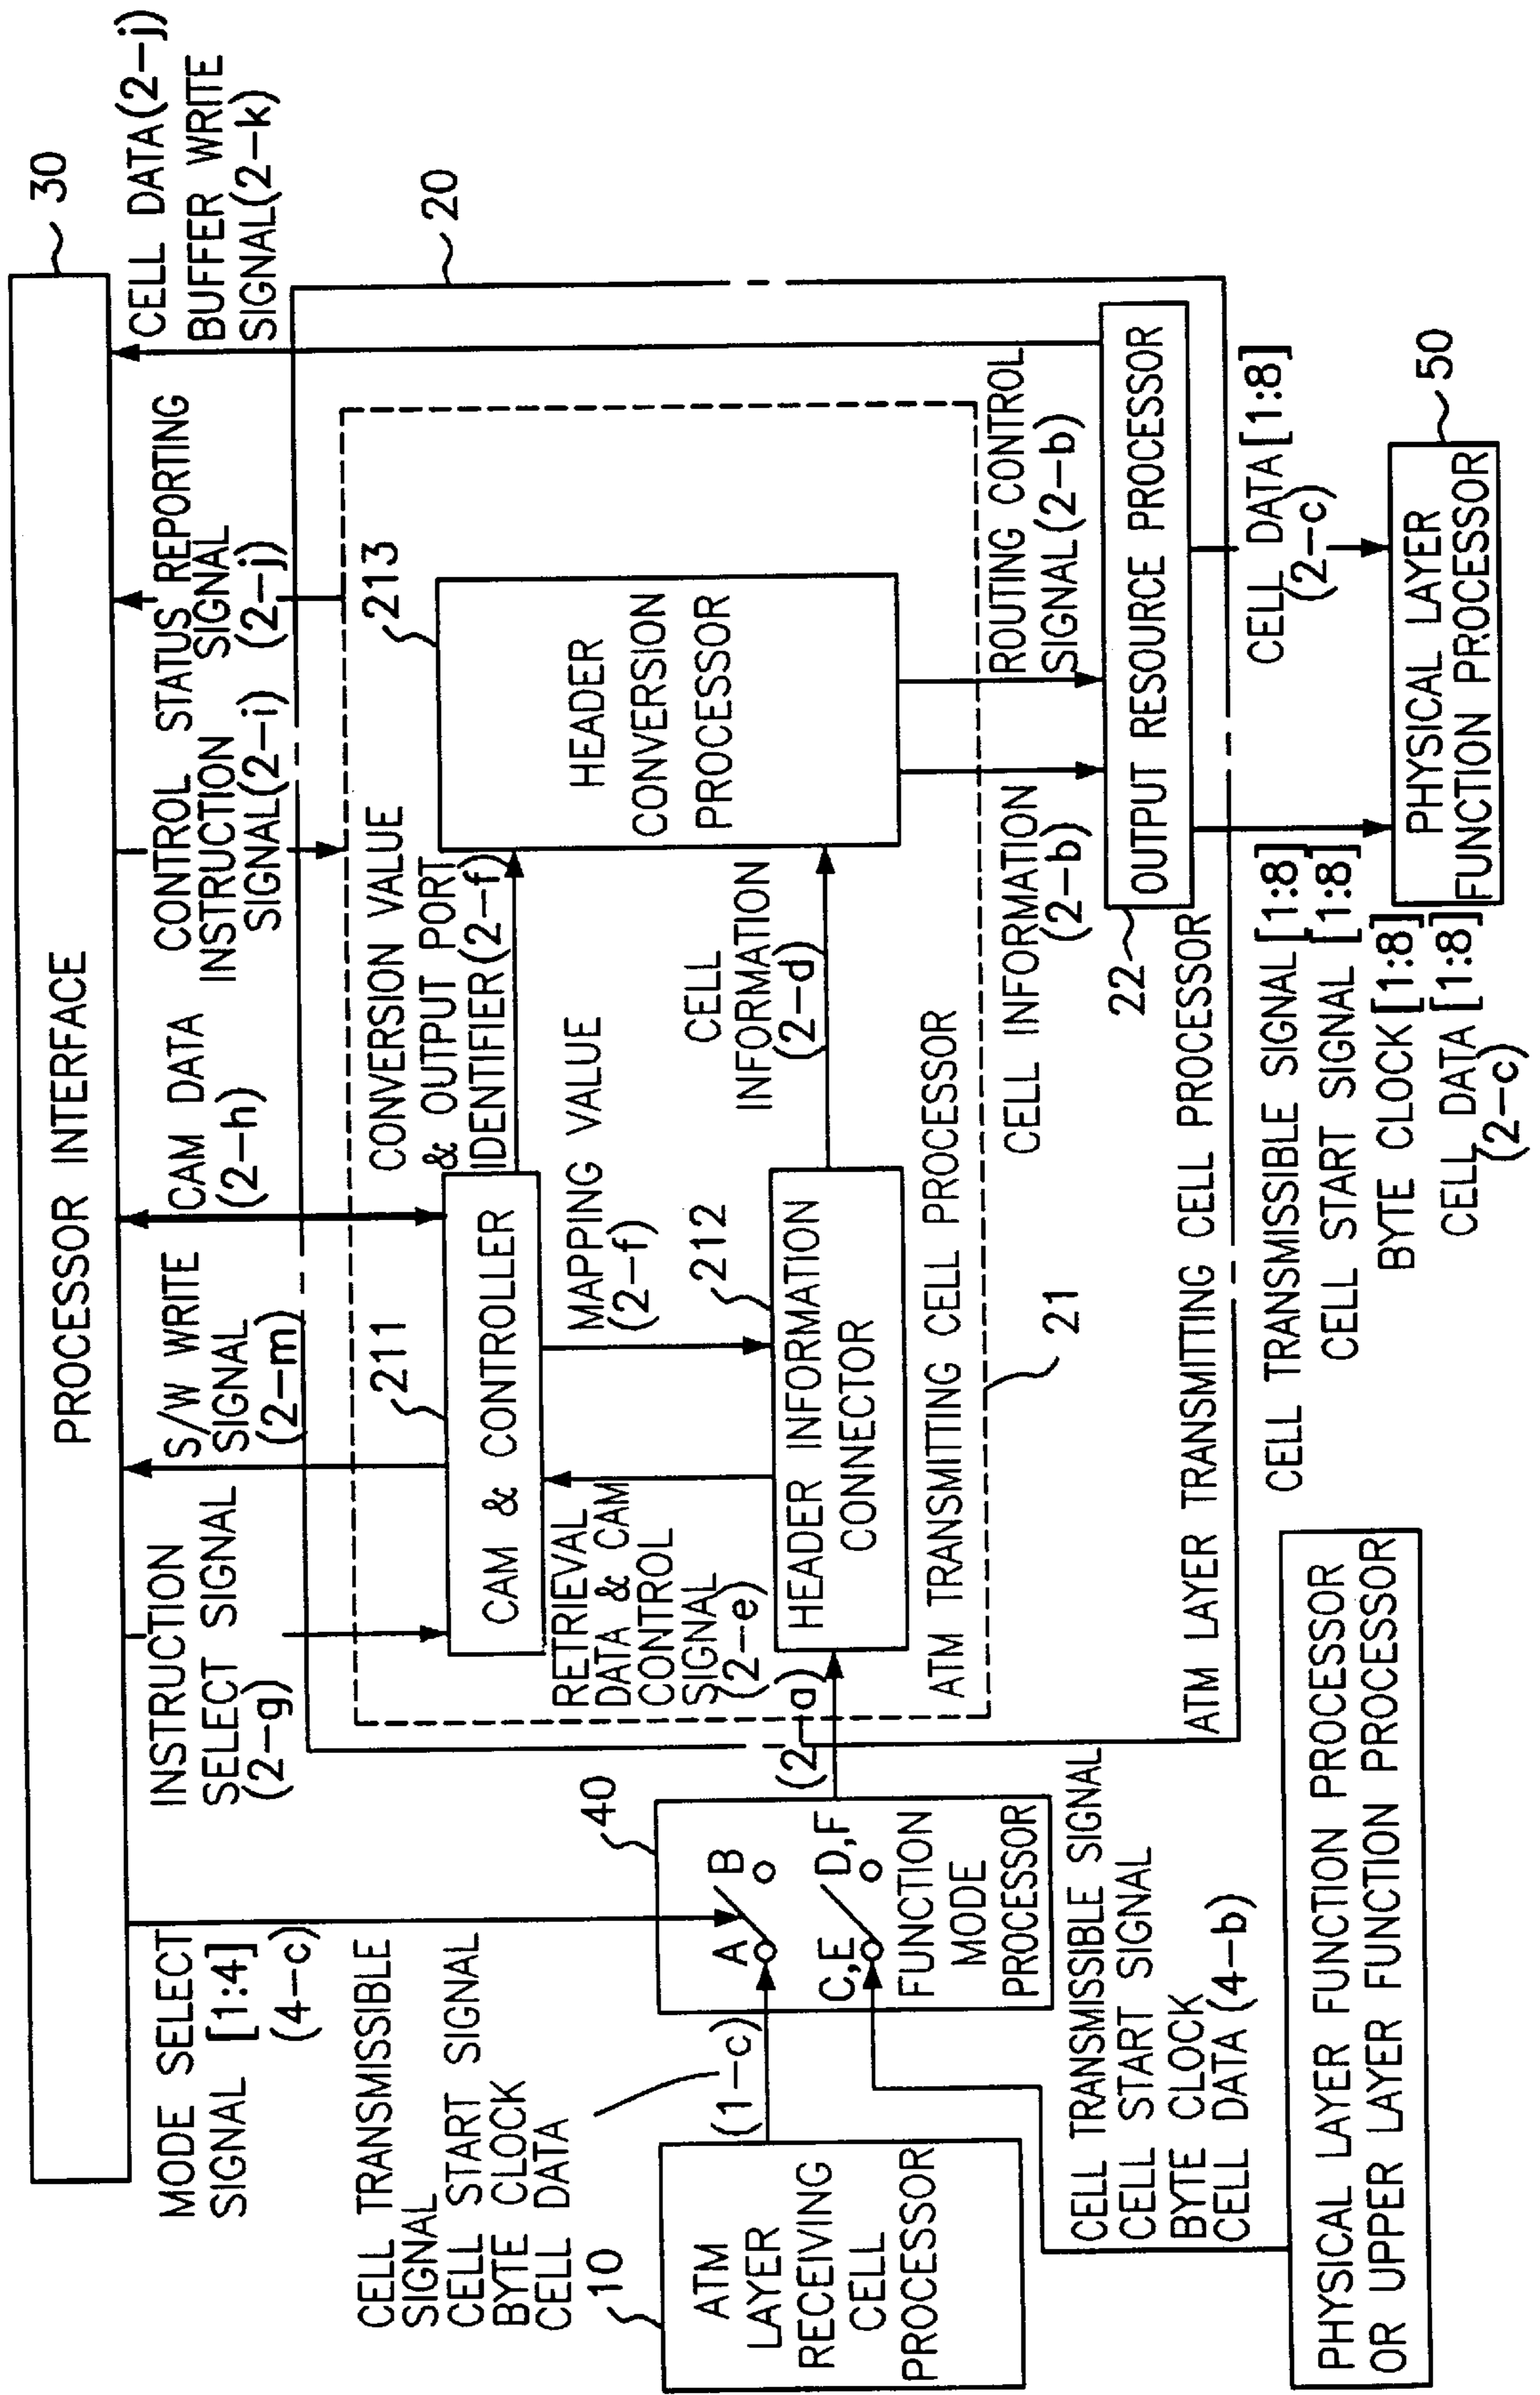 PROCESSOR INTERFACE
30
MODE SELECT
SIGNAL [1:4]
(4-c)
INSTRUCTION
SELECT SIGNAL
(2-g)
S/W WRITE
SIGNAL
(2-m)
CAM DATA
(2-h)
CONTROL
INSTRUCTION
SIGNAL(2-i)
STATUS REPORTING
SIGNAL
(2-j)
CELL DATA(2-j)
BUFFER WRITE
SIGNAL(2-k)
20
CELL TRANSMISSIBLE
SIGNAL
CELL START SIGNAL
BYTE CLOCK
CELL DATA
(1-c)
10
ATM
LAYER
RECEIVING
CELL
PROCESSOR
40
A
B
C,E
D,F
FUNCTION
MODE
PROCESSOR
(2-a)
211
CAM & CONTROLLER
CONVERSION VALUE
& OUTPUT PORT
IDENTIFIER(2-f)
213
HEADER
CONVERSION
PROCESSOR
RETRIEVAL
DATA & CAM
CONTROL
SIGNAL
(2-e)
MAPPING VALUE
(2-f)
212
HEADER INFORMATION
CONNECTOR
CELL
INFORMATION
(2-d)
ATM TRANSMITTING CELL PROCESSOR
21
CELL INFORMATION
(2-b)
ROUTING CONTROL
SIGNAL(2-b)
22
OUTPUT RESOURCE PROCESSOR
ATM LAYER TRANSMITTING CELL PROCESSOR
CELL TRANSMISSIBLE SIGNAL
CELL START SIGNAL
BYTE CLOCK
CELL DATA(4-b)
CELL TRANSMISSIBLE SIGNAL[1:8]
CELL START SIGNAL [1:8]
BYTE CLOCK[1:8]
CELL DATA [1:8]
(2-c)
CELL DATA[1:8]
(2-c)
50
PHYSICAL LAYER
FUNCTION PROCESSOR
PHYSICAL LAYER FUNCTION PROCESSOR
OR UPPER LAYER FUNCTION PROCESSOR